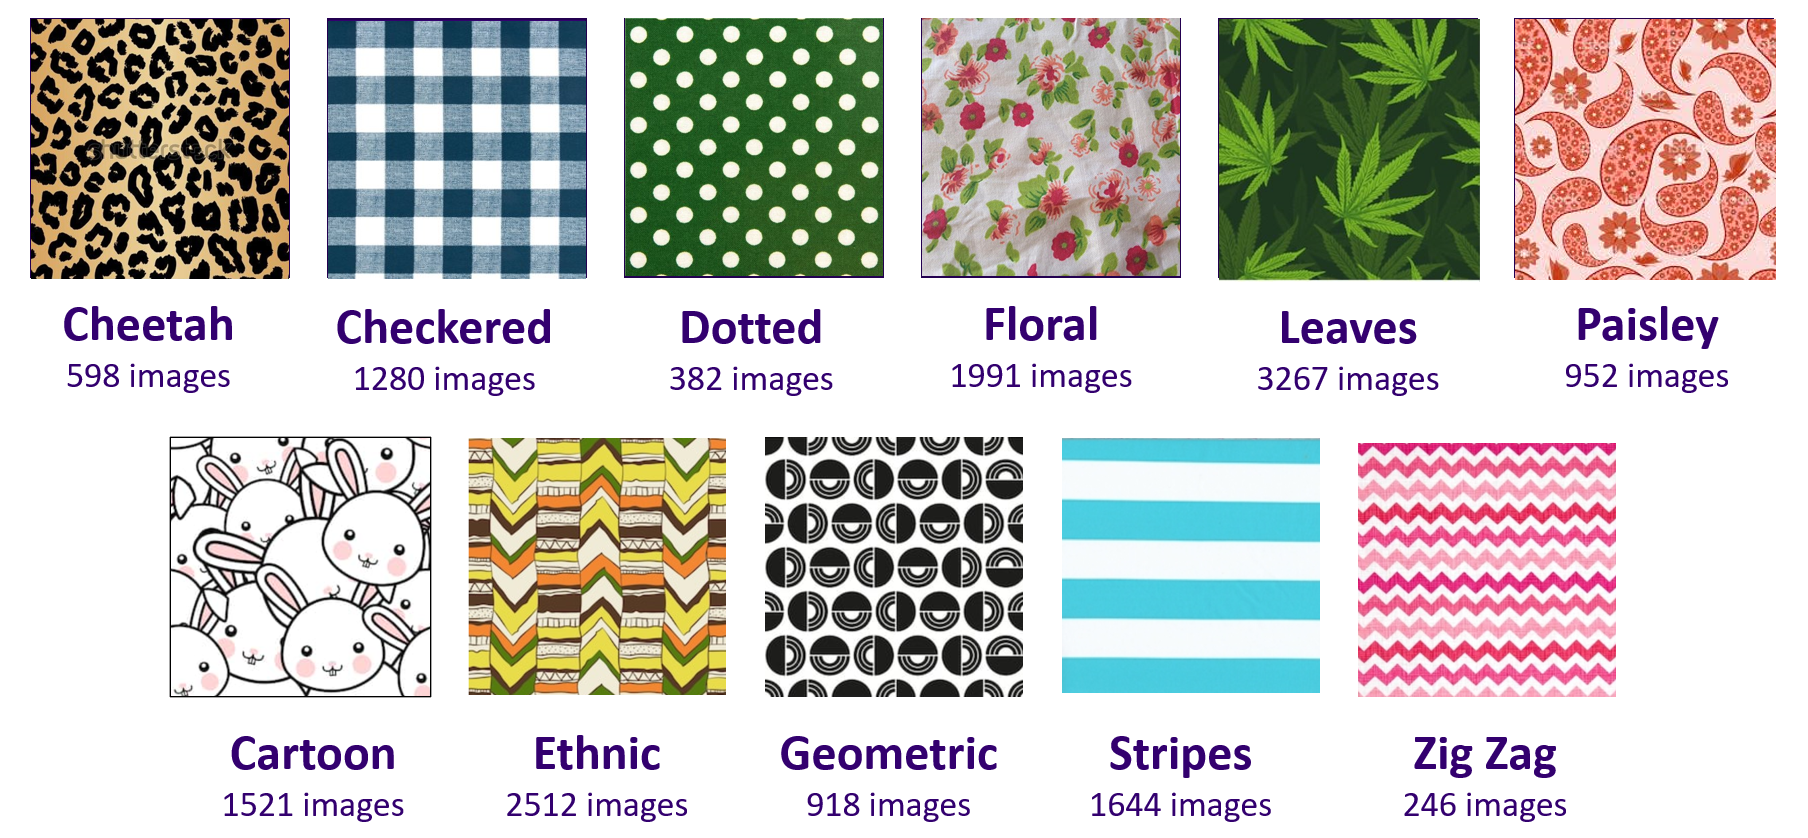 shutterstock
Cheetah
598 images
Checkered
1280 images
Dotted
382 images
Floral
1991 images
Leaves
3267 images
Paisley
952 images
Cartoon
1521 images
Ethnic
2512 images
Geometric
918 images
Stripes
1644 images
Zig Zag
246 images